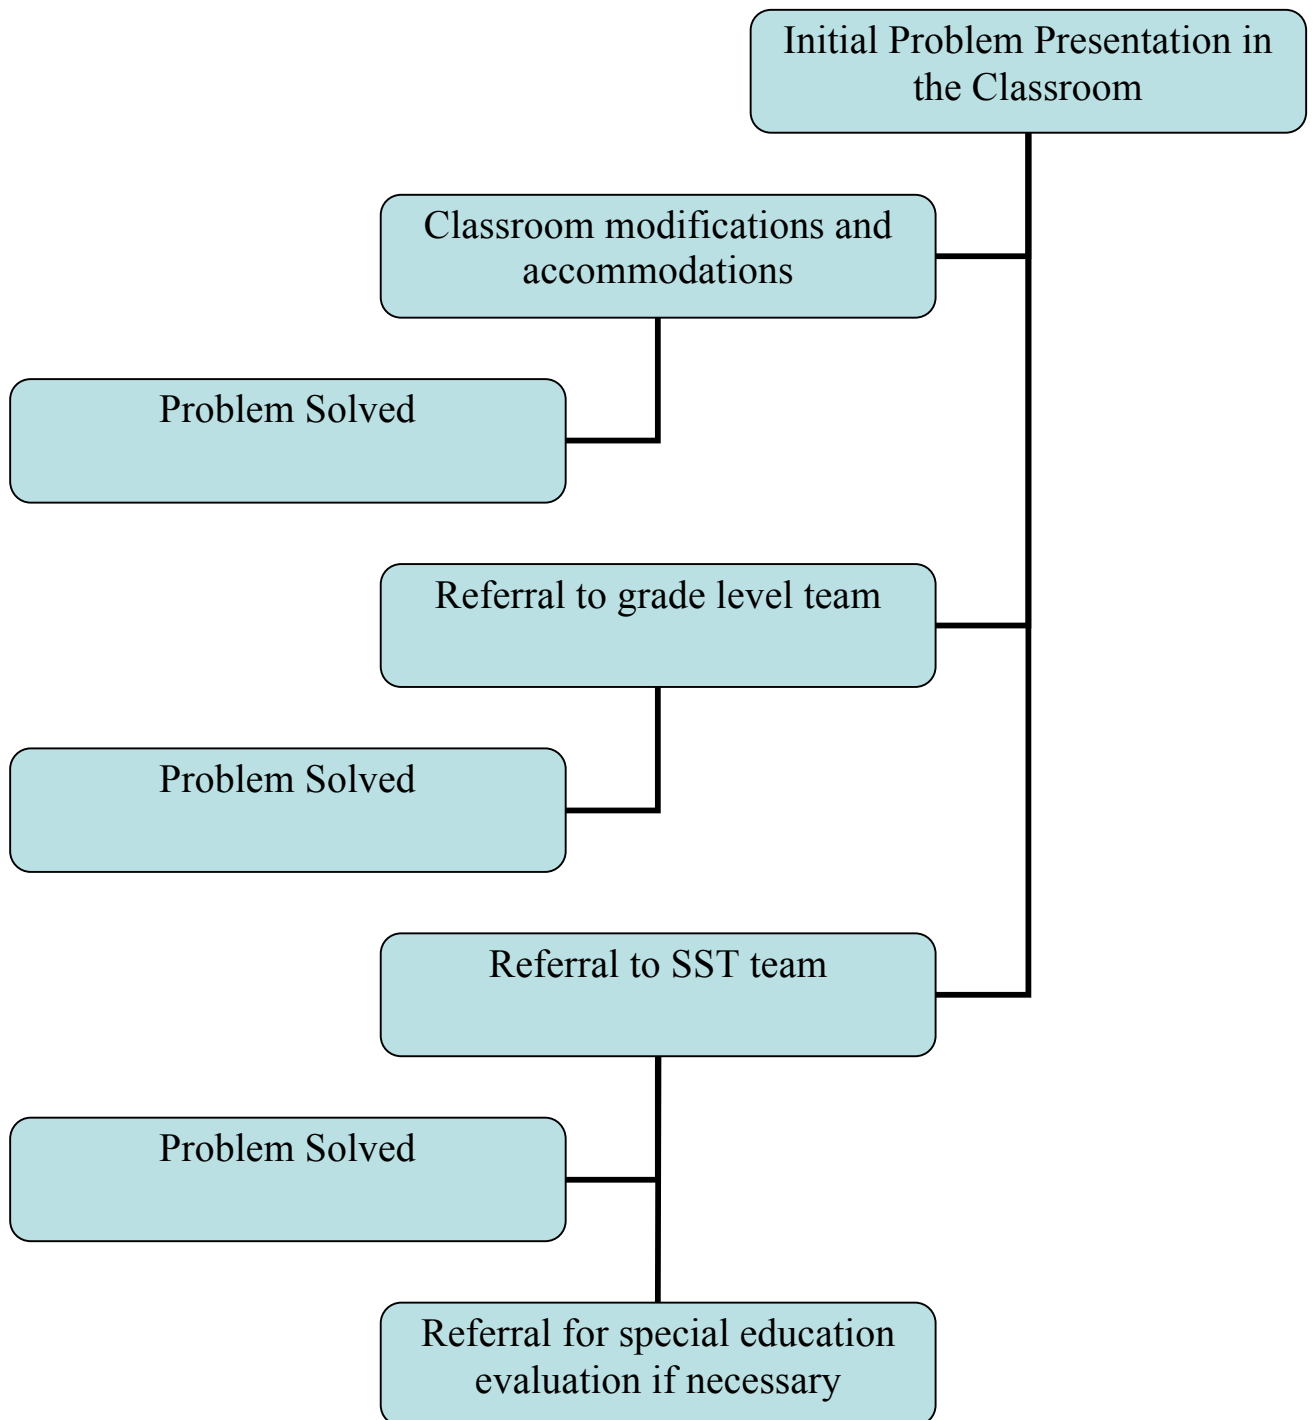 Initial Problem Presentation in
the Classroom
Classroom modifications and
accommodations
Problem Solved
Referral to grade level team
Problem Solved
Referral to SST team
Problem Solved
Referral for special education
evaluation if necessary